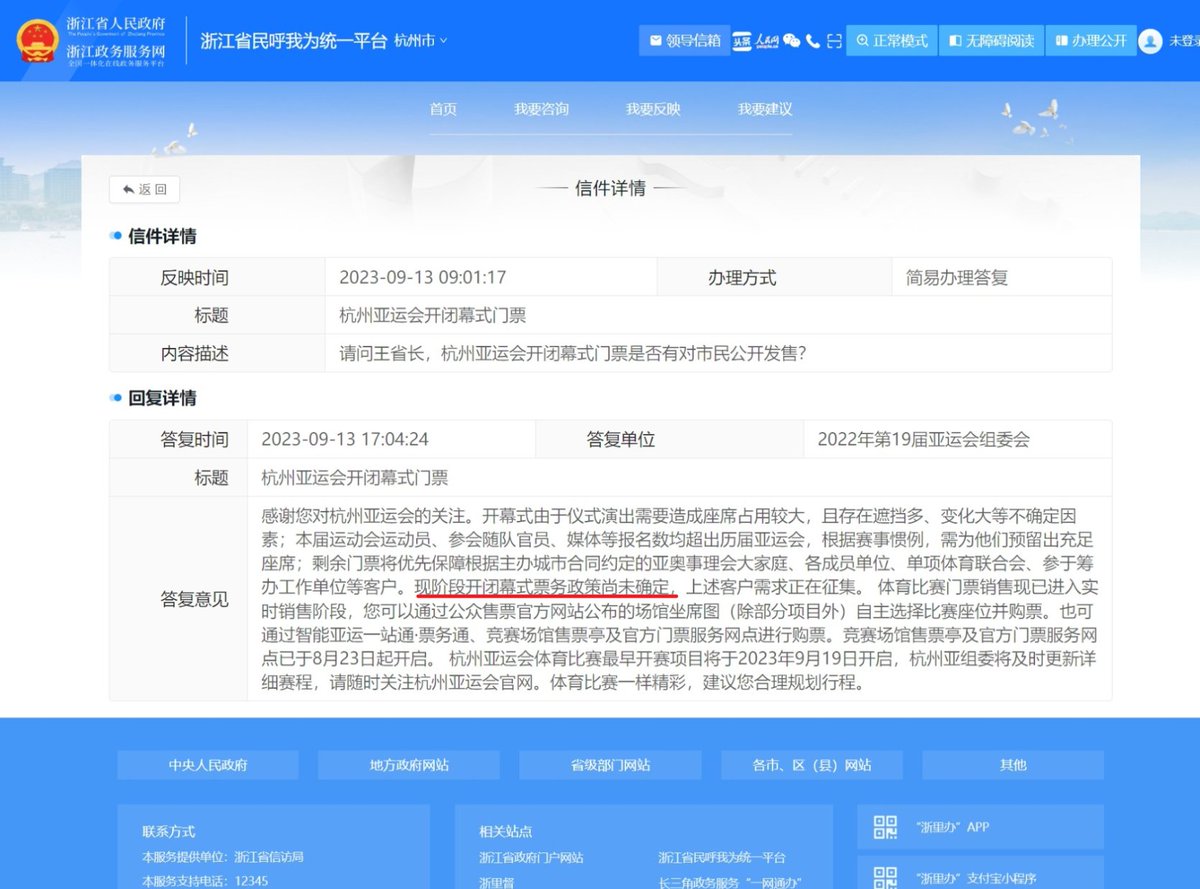 浙江省人民政府
The People's Government of Zhejiang Province
浙江政务服务网
全国一体化在线政务服务平台
浙江省民呼我为统一平台 杭州市
领导信箱
头条 人民网
正常模式
无障碍阅读
办理公开
未登录
首页 我要咨询 我要反映 我要建议
返回
信件详情
信件详情
反映时间 2023-09-13 09:01:17 办理方式 简易办理答复
标题 杭州亚运会开闭幕式门票
内容描述 请问王省长，杭州亚运会开闭幕式门票是否有对市民公开发售？
回复详情
答复时间 2023-09-13 17:04:24 答复单位 2022年第19届亚运会组委会
标题 杭州亚运会开闭幕式门票
答复意见
感谢您对杭州亚运会的关注。开幕式由于仪式演出需要造成座席占用较大，且存在遮挡多、变化大等不确定因
素；本届运动会运动员、参会随队官员、媒体等报名数均超出历届亚运会，根据赛事惯例，需为他们预留出充足
座席；剩余门票将优先保障根据主办城市合同约定的亚奥事理会大家庭、各成员单位、单项体育联合会、参于筹
办工作单位等客户。现阶段开闭幕式票务政策尚未确定，上述客户需求正在征集。 体育比赛门票销售现已进入实
时销售阶段，您可以通过公众售票官方网站公布的场馆坐席图（除部分项目外）自主选择比赛座位并购票。也可
通过智能亚运一站通·票务通、竞赛场馆售票亭及官方门票服务网点进行购票。竞赛场馆售票亭及官方门票服务网
点已于8月23日起开启。 杭州亚运会体育比赛最早开赛项目将于2023年9月19日开启，杭州亚组委将及时更新详
细赛程，请随时关注杭州亚运会官网。体育比赛一样精彩，建议您合理规划行程。
中央人民政府 地方政府网站 省级部门网站 各市、区（县）网站 其他
联系方式
本服务提供单位：浙江省信访局
本服务支持电话：12345
相关站点
浙江省政府门户网站 浙江省民呼我为统一平台
浙里督 长三角政务服务“一网通办”
“浙里办”APP
“浙里办”支付宝小程序